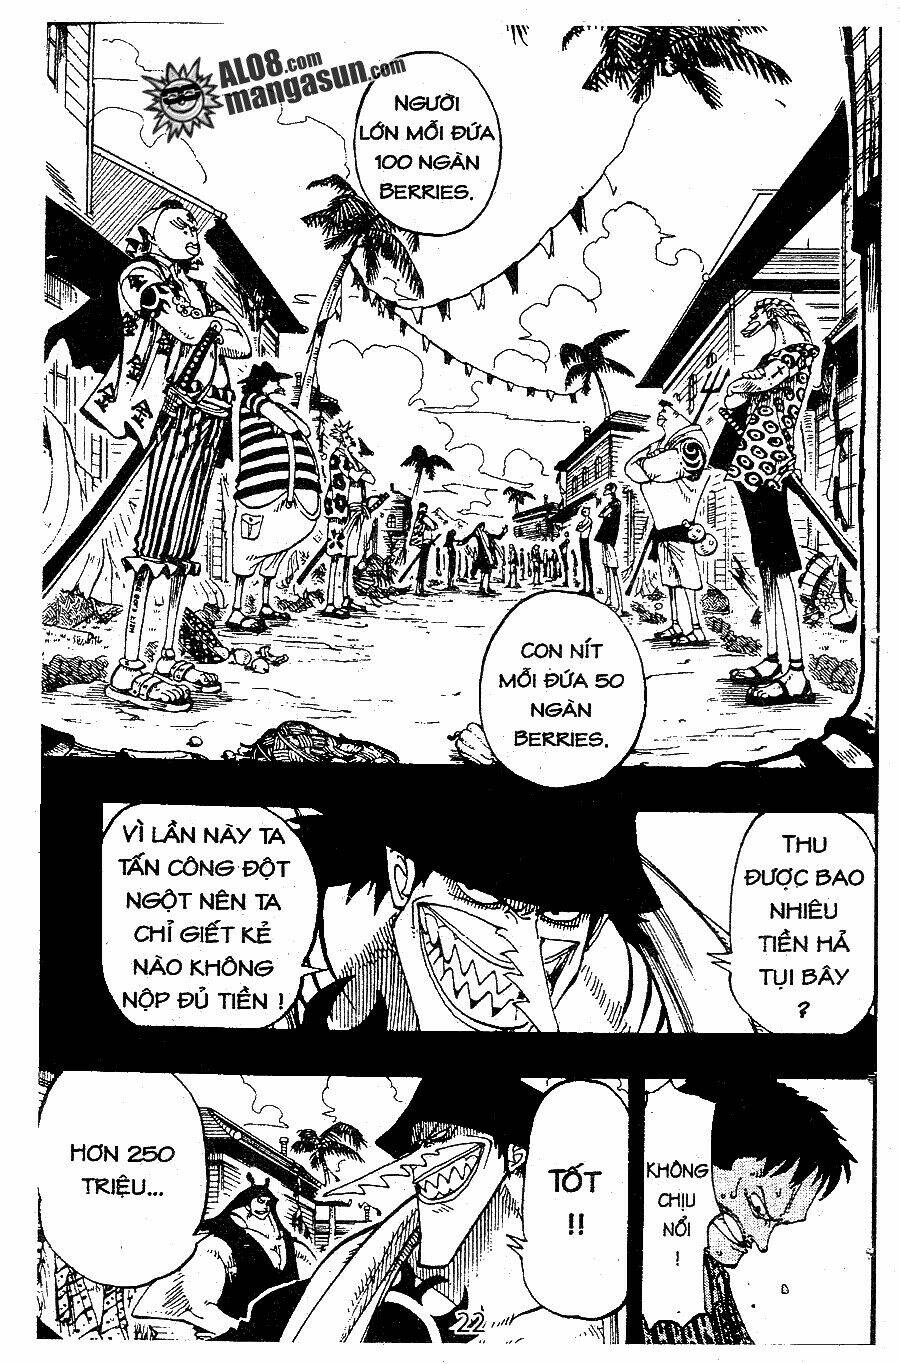 AL08.com
mangasun.com
NGƯỜI
LỚN MỖI ĐỨA
100 NGÀN
BERRIES.
CON NÍT
MỖI ĐỨA 50
NGÀN
BERRIES.
THU
ĐƯỢC BAO
NHIÊU
TIỀN HẢ
TỤI BÂY
?
VÌ LẦN NÀY TA
TẤN CÔNG ĐỘT
NGỘT NÊN TA
CHỈ GIẾT KẺ
NÀO KHÔNG
NỘP ĐỦ TIỀN !
KHÔNG
CHỊU
NỔI
!
TỐT
!!
HƠN 250
TRIỆU...
22